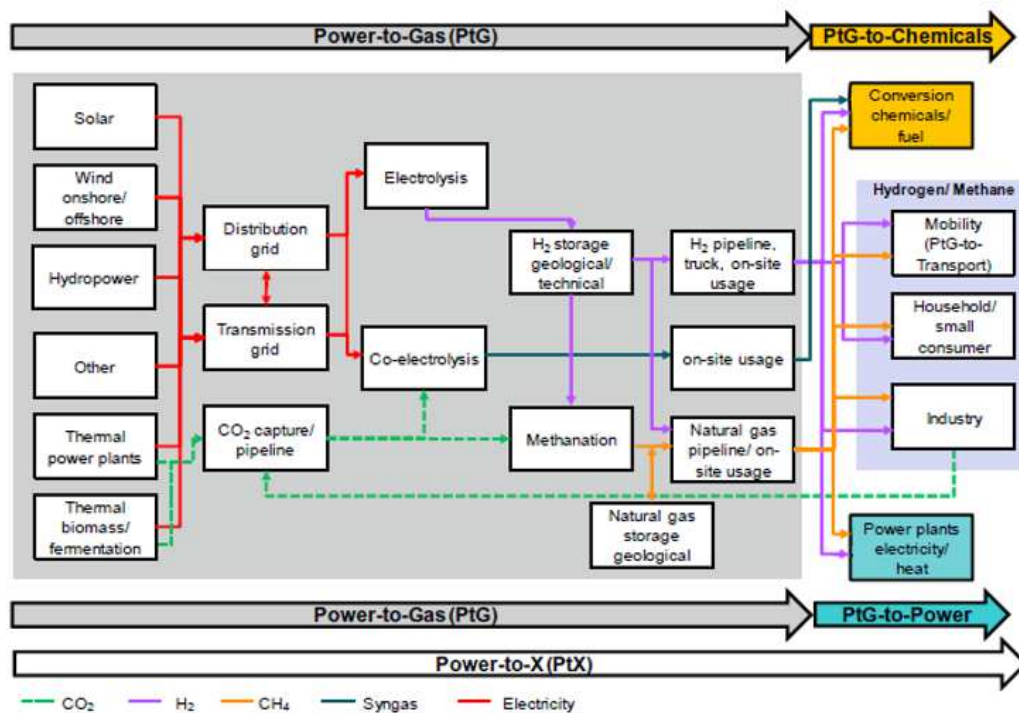 Power-to-Gas (PtG)
PtG-to-Chemicals
Solar
Wind
onshore/
offshore
Hydropower
Other
Thermal
power plants
Thermal
biomass/
fermentation
Distribution
grid
Transmission
grid
CO₂ capture/
pipeline
Electrolysis
Co-electrolysis
H₂ storage
geological/
technical
Methanation
H₂ pipeline,
truck, on-site
usage
on-site usage
Natural gas
pipeline/ on-
site usage
Natural gas
storage
geological
Conversion
chemicals/
fuel
Hydrogen/ Methane
Mobility
(PtG-to-
Transport)
Household/
small
consumer
Industry
Power plants
electricity/
heat
Power-to-Gas (PtG)
PtG-to-Power
Power-to-X (PtX)
CO₂
H₂
CH₄
Syngas
Electricity